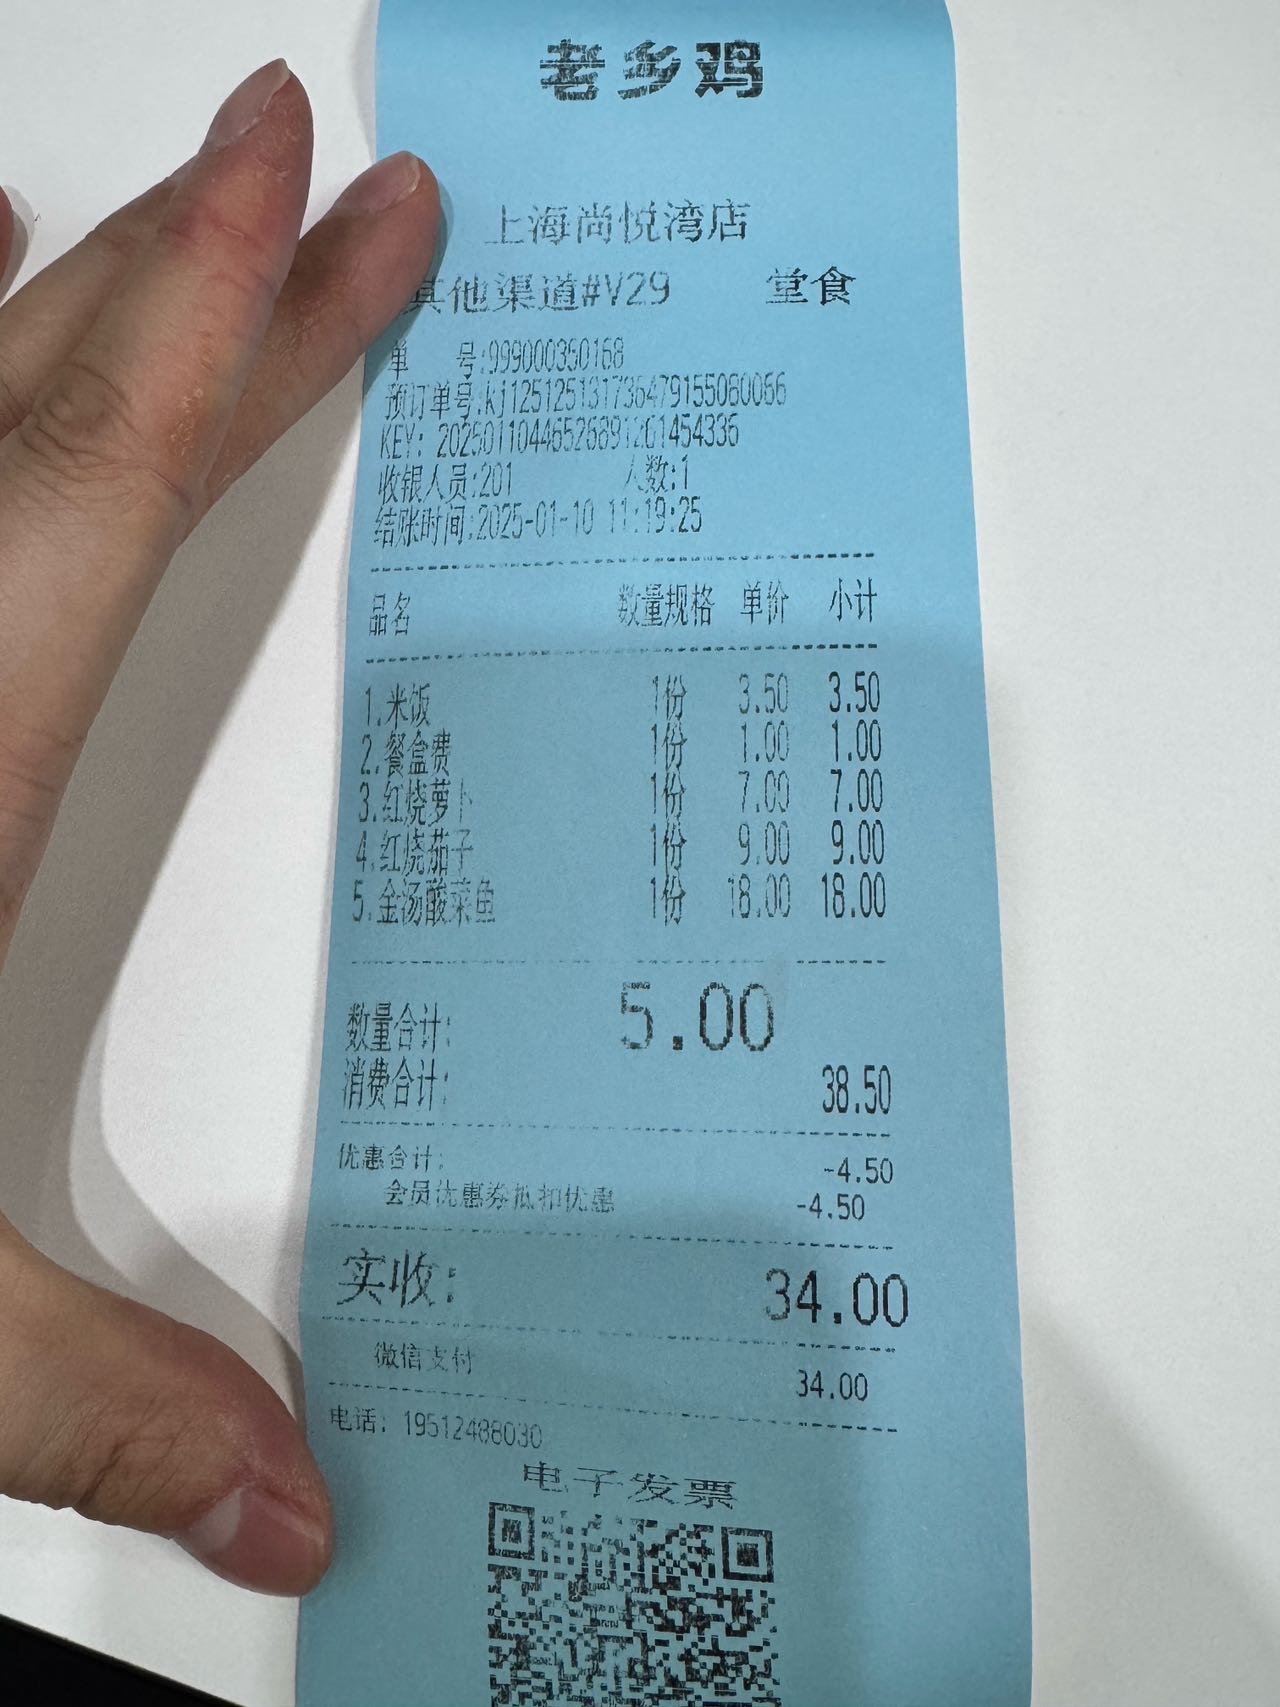 老乡鸡
上海尚悦湾店
其他渠道#V29 堂食
单 号:999000350168
预订单号:kj12512513173647915506006​6
KEY: 202501104465268912614543​36
收银人员:201 人数:1
结账时间:2025-01-10 11:19:25
品名 数量规格 单价 小计
1.米饭 1份 3.50 3.50
2.餐盒费 1份 1.00 1.00
3.红烧萝卜 1份 7.00 7.00
4.红烧茄子 1份 9.00 9.00
5.金汤酸菜鱼 1份 18.00 18.00
数量合计: 5.00
消费合计: 38.50
优惠合计: -4.50
会员优惠券抵扣优惠 -4.50
实收: 34.00
微信支付 34.00
电话: 19512488030
电子发票